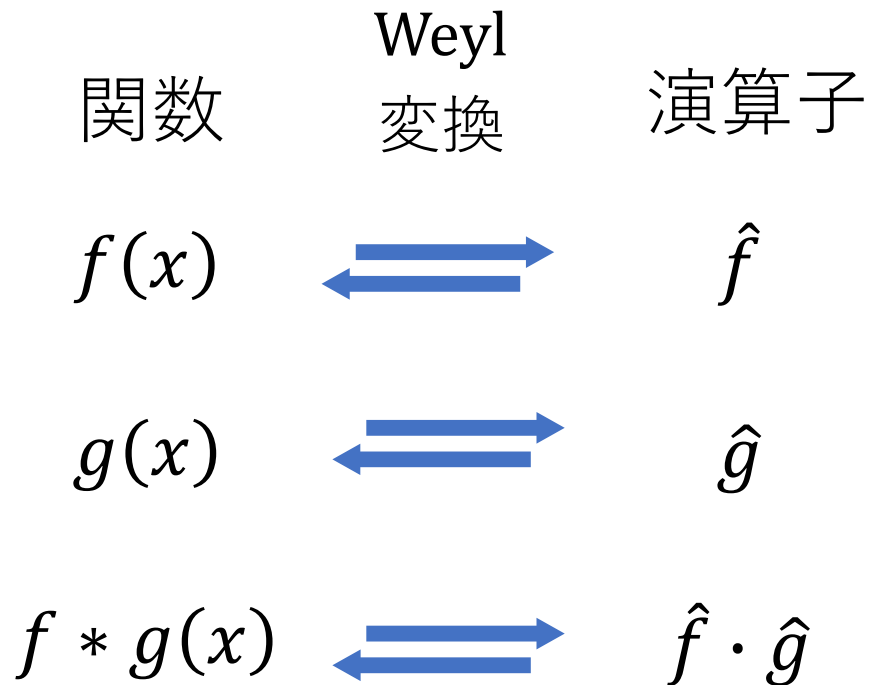 関数 Weyl 変換 演算子
f(x) f̂
g(x) ĝ
f * g(x) f̂ · ĝ